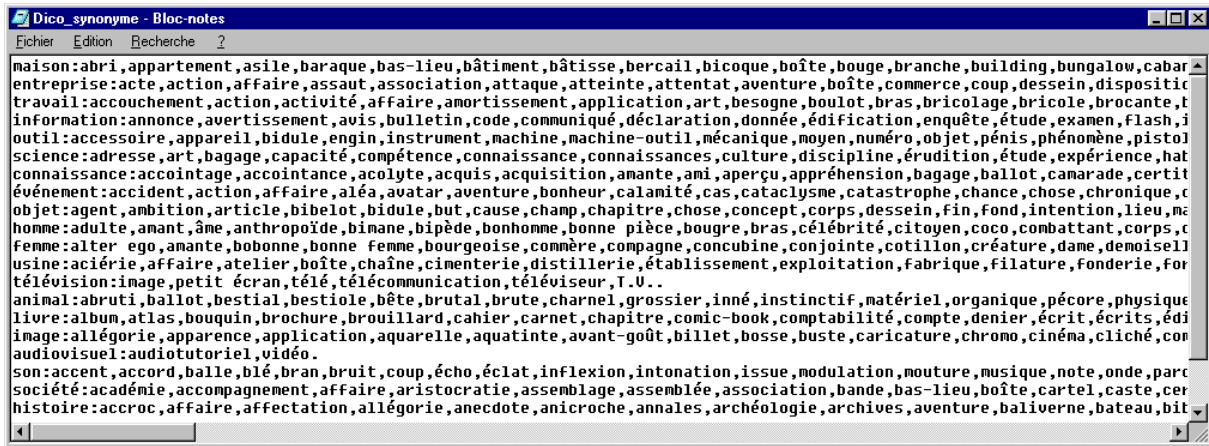 Dico_synonyme - Bloc-notes
Fichier Edition Recherche ?
maison:abri,appartement,asile,baraque,bas-lieu,bâtiment,bâtisse,bercail,bicoque,boîte,bouge,branche,building,bungalow,cabar
entreprise:acte,action,affaire,assaut,association,attaque,atteinte,attentat,aventure,boîte,commerce,coup,dessein,dispositic
travail:accouchement,action,activité,affaire,amortissement,application,art,besogne,boulot,bras,bricolage,bricole,brocante,t
information:annonce,avertissement,avis,bulletin,code,communiqué,déclaration,donnée,édification,enquête,étude,examen,flash,i
outil:accessoire,appareil,bidule,engin,instrument,machine,machine-outil,mécanique,moyen,numéro,objet,pénis,phénomène,pistol
science:adresse,art,bagage,capacité,compétence,connaissance,connaissances,culture,discipline,érudition,étude,expérience,hat
connaissance:accointage,accointance,acolyte,acquis,acquisition,amante,ami,aperçu,appréhension,bagage,ballot,camarade,certit
événement:accident,action,affaire,aléa,avatar,aventure,bonheur,calamité,cas,cataclysme,catastrophe,chance,chose,chronique,c
objet:agent,ambition,article,bibelot,bidule,but,cause,champ,chapitre,chose,concept,corps,dessein,fin,fond,intention,lieu,ma
homme:adulte,amant,âme,anthropoïde,bimane,bipède,bonhomme,bonne pièce,bougre,bras,célébrité,citoyen,coco,combattant,corps,c
femme:alter ego,amante,bobonne,bonne femme,bourgeoise,commère,compagne,concubine,conjointe,cotillon,créature,dame,demoisell
usine:aciérie,affaire,atelier,boîte,chaîne,cimenterie,distillerie,établissement,exploitation,fabrique,filature,fonderie,for
télévision:image,petit écran,télé,télécommunication,téléviseur,T.V..
animal:abruti,ballot,bestial,bestiole,bête,brutal,brute,charnel,grossier,inné,instinctif,matériel,organique,pécore,physique
livre:album,atlas,bouquin,brochure,brouillard,cahier,carnet,chapitre,comic-book,comptabilité,compte,denier,écrit,écrits,édi
image:allégorie,apparence,application,aquarelle,aquatinte,avant-goût,billet,bosse,buste,caricature,chromo,cinéma,cliché,com
audiovisuel:audiotutoriel,vidéo.
son:accent,accord,balle,blé,bran,bruit,coup,écho,éclat,inflexion,intonation,issue,modulation,mouture,musique,note,onde,parc
société:académie,accompagnement,affaire,aristocratie,assemblage,assemblée,association,bande,bas-lieu,boîte,cartel,caste,cer
histoire:accroc,affaire,affectation,allégorie,anecdote,anicroche,annales,archéologie,archives,aventure,baliverne,bateau,bit